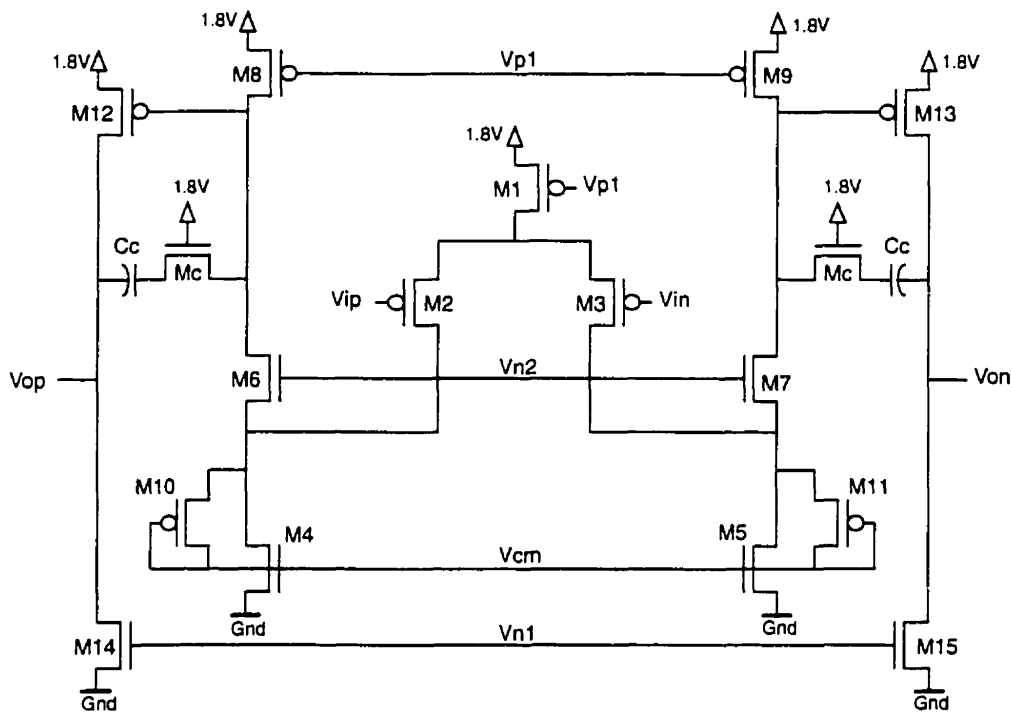 1.8V
1.8V
1.8V
1.8V
M8
Vp1
M9
M12
M13
1.8V
M1
Vp1
1.8V
1.8V
Cc
Mc
Mc
Cc
Vip
M2
M3
Vin
Vop
M6
Vn2
M7
Von
M10
M11
M4
M5
Vcm
Gnd
Gnd
M14
Vn1
M15
Gnd
Gnd